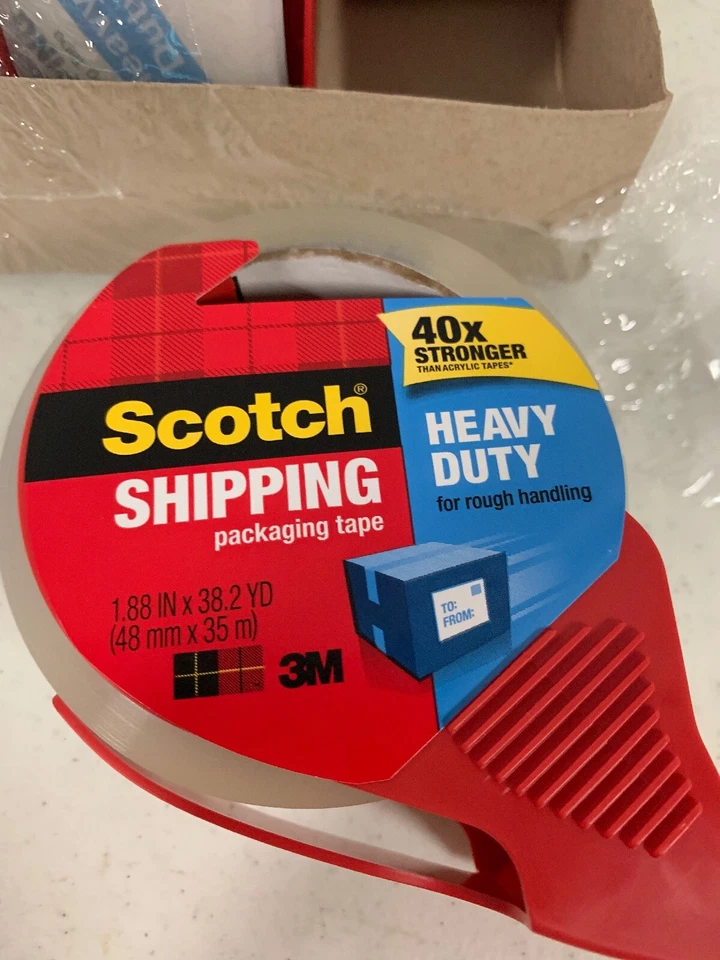 40x
STRONGER
THAN ACRYLIC TAPES*
Scotch®
SHIPPING
packaging tape
HEAVY
DUTY
for rough handling
TO:
FROM:
1.88 IN x 38.2 YD
(48 mm x 35 m)
3M